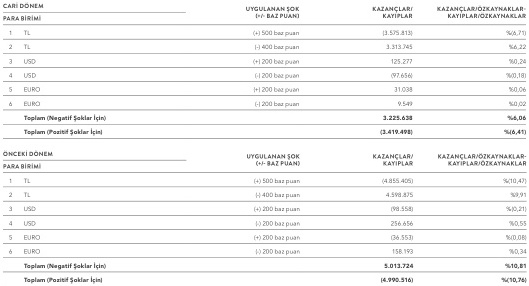 CARİ DÖNEM
PARA BİRİMİ UYGULANAN ŞOK (+/- BAZ PUAN) KAZANÇLAR/ KAYIPLAR KAZANÇLAR/ÖZKAYNAKLAR- KAYIPLAR/ÖZKAYNAKLAR
1 TL (+) 500 baz puan (3.575.813) %(6,71)
2 TL (-) 400 baz puan 3.313.745 %6,22
3 USD (+) 200 baz puan 125.277 %0,24
4 USD (-) 200 baz puan (97.656) %(0,18)
5 EURO (+) 200 baz puan 31.038 %0,06
6 EURO (-) 200 baz puan 9.549 %0,02
Toplam (Negatif Şoklar İçin) 3.225.638 %6,06
Toplam (Pozitif Şoklar İçin) (3.419.498) %(6,41)
ÖNCEKİ DÖNEM
PARA BİRİMİ UYGULANAN ŞOK (+/- BAZ PUAN) KAZANÇLAR/ KAYIPLAR KAZANÇLAR/ÖZKAYNAKLAR- KAYIPLAR/ÖZKAYNAKLAR
1 TL (+) 500 baz puan (4.855.405) %(10,47)
2 TL (-) 400 baz puan 4.598.875 %9,91
3 USD (+) 200 baz puan (98.558) %(0,21)
4 USD (-) 200 baz puan 256.656 %0,55
5 EURO (+) 200 baz puan (36.553) %(0,08)
6 EURO (-) 200 baz puan 158.193 %0,34
Toplam (Negatif Şoklar İçin) 5.013.724 %10,81
Toplam (Pozitif Şoklar İçin) (4.990.516) %(10,76)